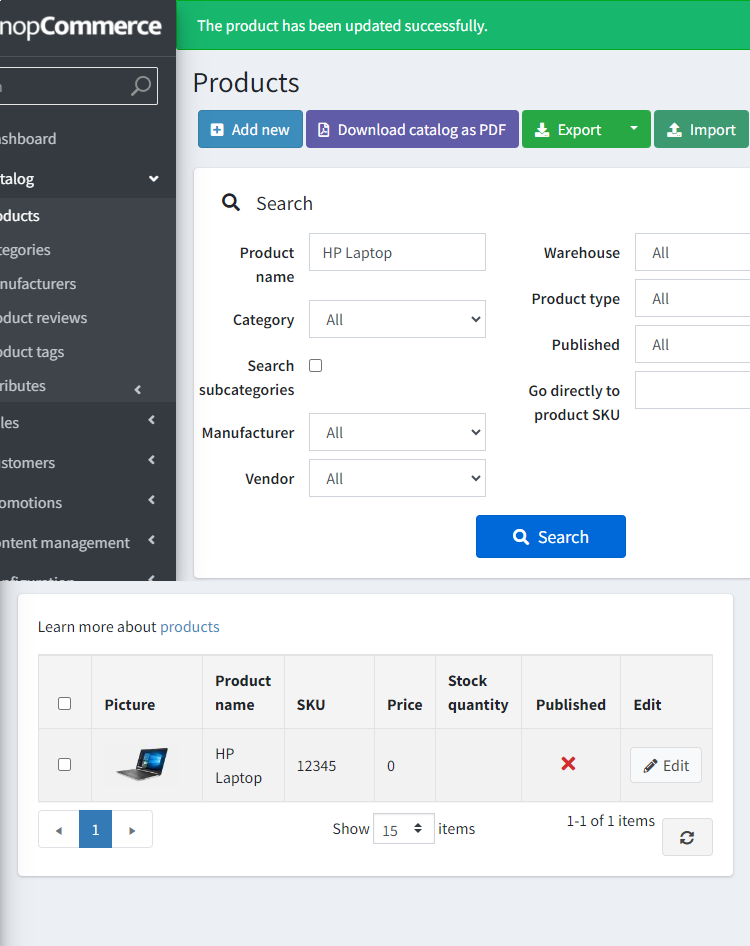 nopCommerce
The product has been updated successfully.
Products
Add new
Download catalog as PDF
Export
Import
ashboard
talog
oducts
tegories
nufacturers
oduct reviews
oduct tags
ributes
les
stomers
omotions
ntent management
Search
Product name
HP Laptop
Category
All
Search subcategories
Manufacturer
All
Vendor
All
Warehouse
All
Product type
All
Published
All
Go directly to
product SKU
Search
Learn more about products
Picture
Product name
SKU
Price
Stock quantity
Published
Edit
HP Laptop
12345
0
Edit
1
Show 15 items
1-1 of 1 items